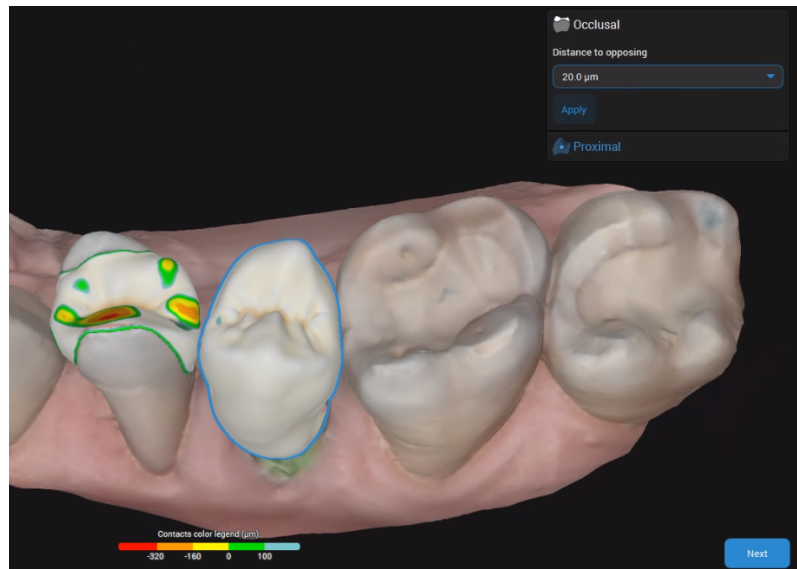 Occlusal
Distance to opposing
20.0 µm
Apply
Proximal
Contacts color legend (µm):
-320 -160 0 100
Next